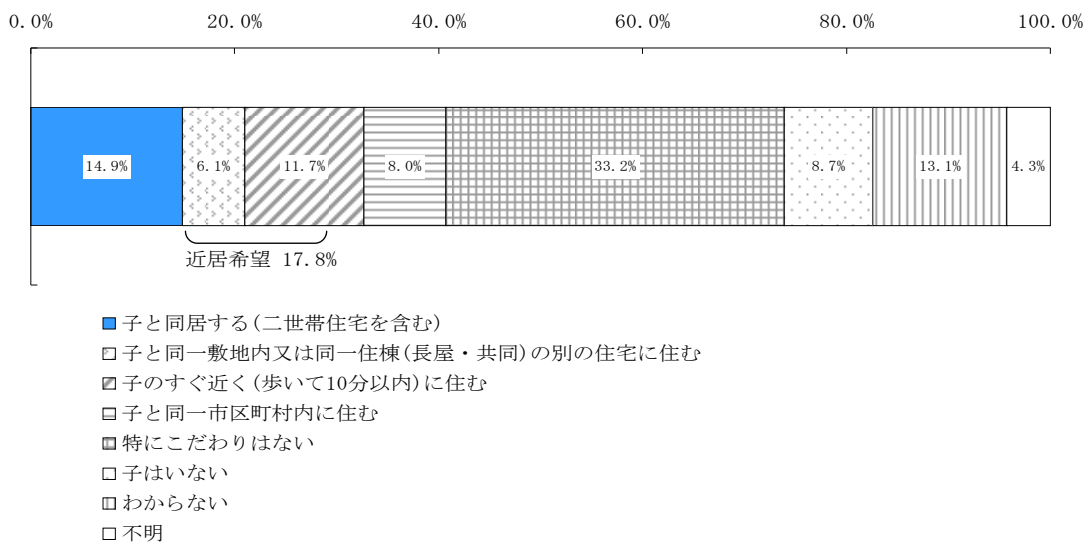 0.0% 20.0% 40.0% 60.0% 80.0% 100.0%
14.9% 6.1% 11.7% 8.0% 33.2% 8.7% 13.1% 4.3%
近居希望 17.8%
子と同居する(二世帯住宅を含む)
子と同一敷地内又は同一住棟(長屋・共同)の別の住宅に住む
子のすぐ近く(歩いて10分以内)に住む
子と同一市区町村内に住む
特にこだわりはない
子はいない
わからない
不明